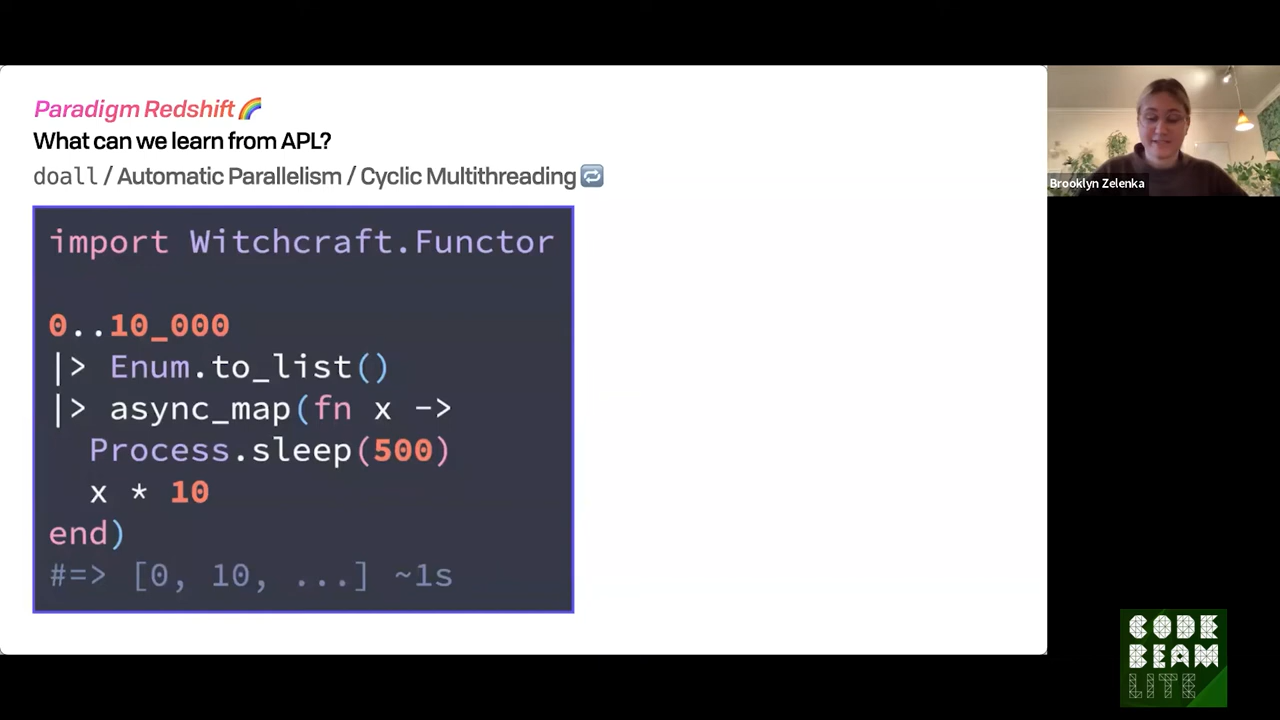 Paradigm Redshift🌈
What can we learn from APL?
doall / Automatic Parallelism / Cyclic Multithreading 🔁
import Witchcraft.Functor
0..10_000
|> Enum.to_list()
|> async_map(fn x ->
Process.sleep(500)
x * 10
end)
#=> [0, 10, ...] ~1s
Brooklyn Zelenka
CODE
BEAM
LITE